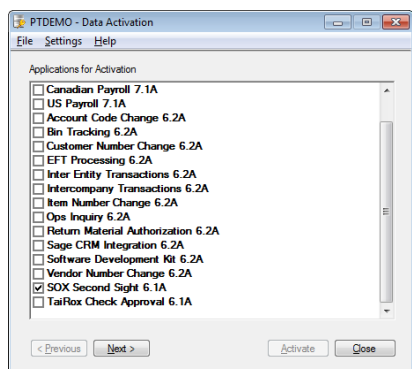 PTDEMO - Data Activation
File Settings Help
Applications for Activation
Canadian Payroll 7.1A
US Payroll 7.1A
Account Code Change 6.2A
Bin Tracking 6.2A
Customer Number Change 6.2A
EFT Processing 6.2A
Inter Entity Transactions 6.2A
Intercompany Transactions 6.2A
Item Number Change 6.2A
Ops Inquiry 6.2A
Return Material Authorization 6.2A
Sage CRM Integration 6.2A
Software Development Kit 6.2A
Vendor Number Change 6.2A
SOX Second Sight 6.1A
TaiRox Check Approval 6.1A
< Previous Next > Activate Close